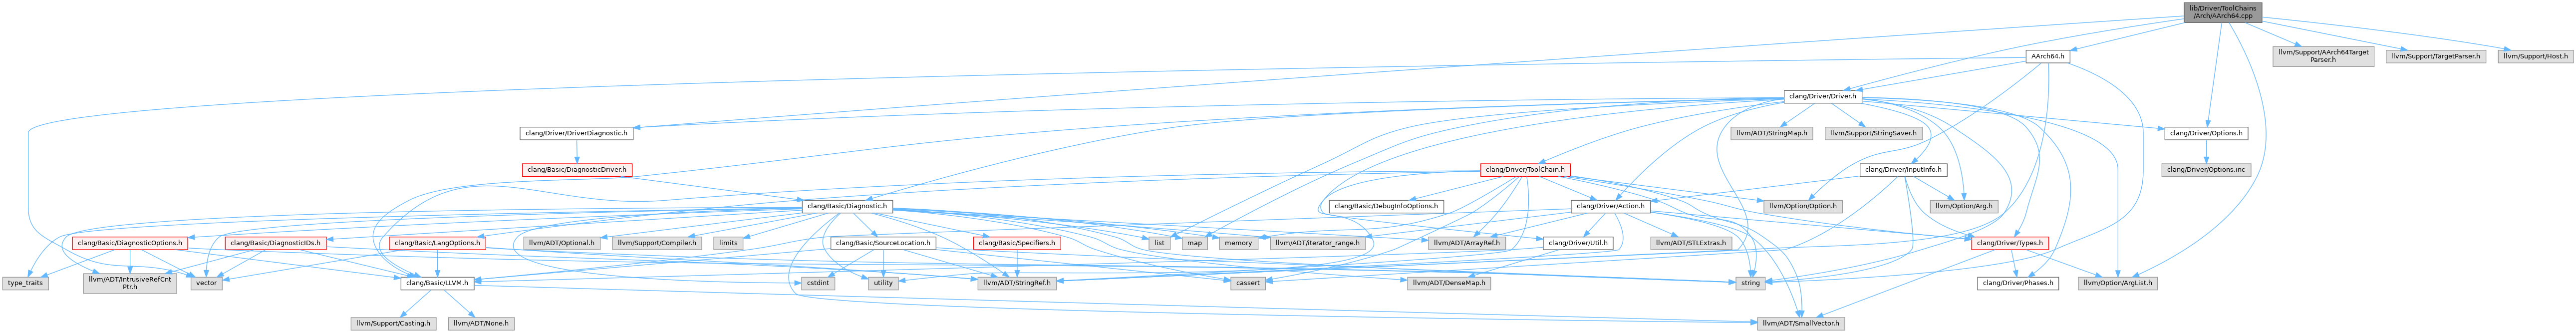 lib/Driver/ToolChains
/Arch/AArch64.cpp
AArch64.h
llvm/Support/AArch64Target
Parser.h
llvm/Support/TargetParser.h
llvm/Support/Host.h
clang/Driver/Driver.h
clang/Driver/DriverDiagnostic.h
llvm/ADT/StringMap.h
llvm/Support/StringSaver.h
clang/Driver/Options.h
clang/Basic/DiagnosticDriver.h
clang/Driver/ToolChain.h
clang/Driver/InputInfo.h
clang/Driver/Options.inc
clang/Basic/Diagnostic.h
clang/Basic/DebugInfoOptions.h
clang/Driver/Action.h
llvm/Option/Option.h
llvm/Option/Arg.h
clang/Basic/DiagnosticOptions.h
clang/Basic/DiagnosticIDs.h
clang/Basic/LangOptions.h
llvm/ADT/Optional.h
llvm/Support/Compiler.h
limits
clang/Basic/SourceLocation.h
clang/Basic/Specifiers.h
list
map
memory
llvm/ADT/iterator_range.h
llvm/ADT/ArrayRef.h
clang/Driver/Util.h
llvm/ADT/STLExtras.h
clang/Driver/Types.h
type_traits
llvm/ADT/IntrusiveRefCnt
Ptr.h
vector
clang/Basic/LLVM.h
cstdint
utility
llvm/ADT/StringRef.h
cassert
llvm/ADT/DenseMap.h
string
clang/Driver/Phases.h
llvm/Option/ArgList.h
llvm/Support/Casting.h
llvm/ADT/None.h
llvm/ADT/SmallVector.h